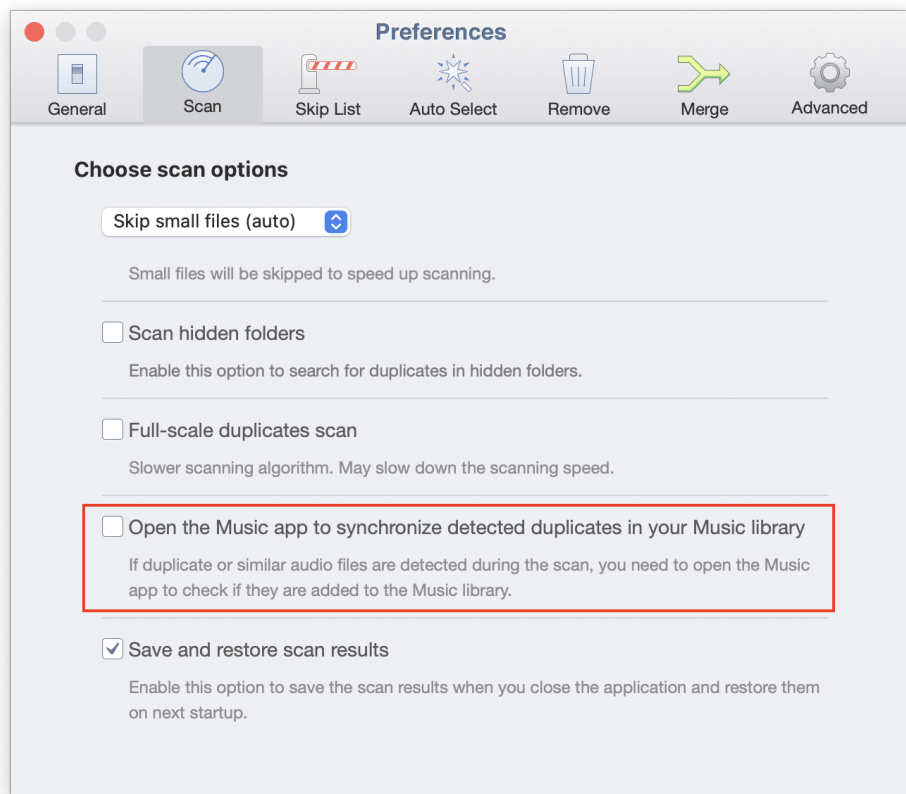 Preferences
General
Scan
Skip List
Auto Select
Remove
Merge
Advanced
Choose scan options
Skip small files (auto)
Small files will be skipped to speed up scanning.
Scan hidden folders
Enable this option to search for duplicates in hidden folders.
Full-scale duplicates scan
Slower scanning algorithm. May slow down the scanning speed.
Open the Music app to synchronize detected duplicates in your Music library
If duplicate or similar audio files are detected during the scan, you need to open the Music
app to check if they are added to the Music library.
Save and restore scan results
Enable this option to save the scan results when you close the application and restore them
on next startup.